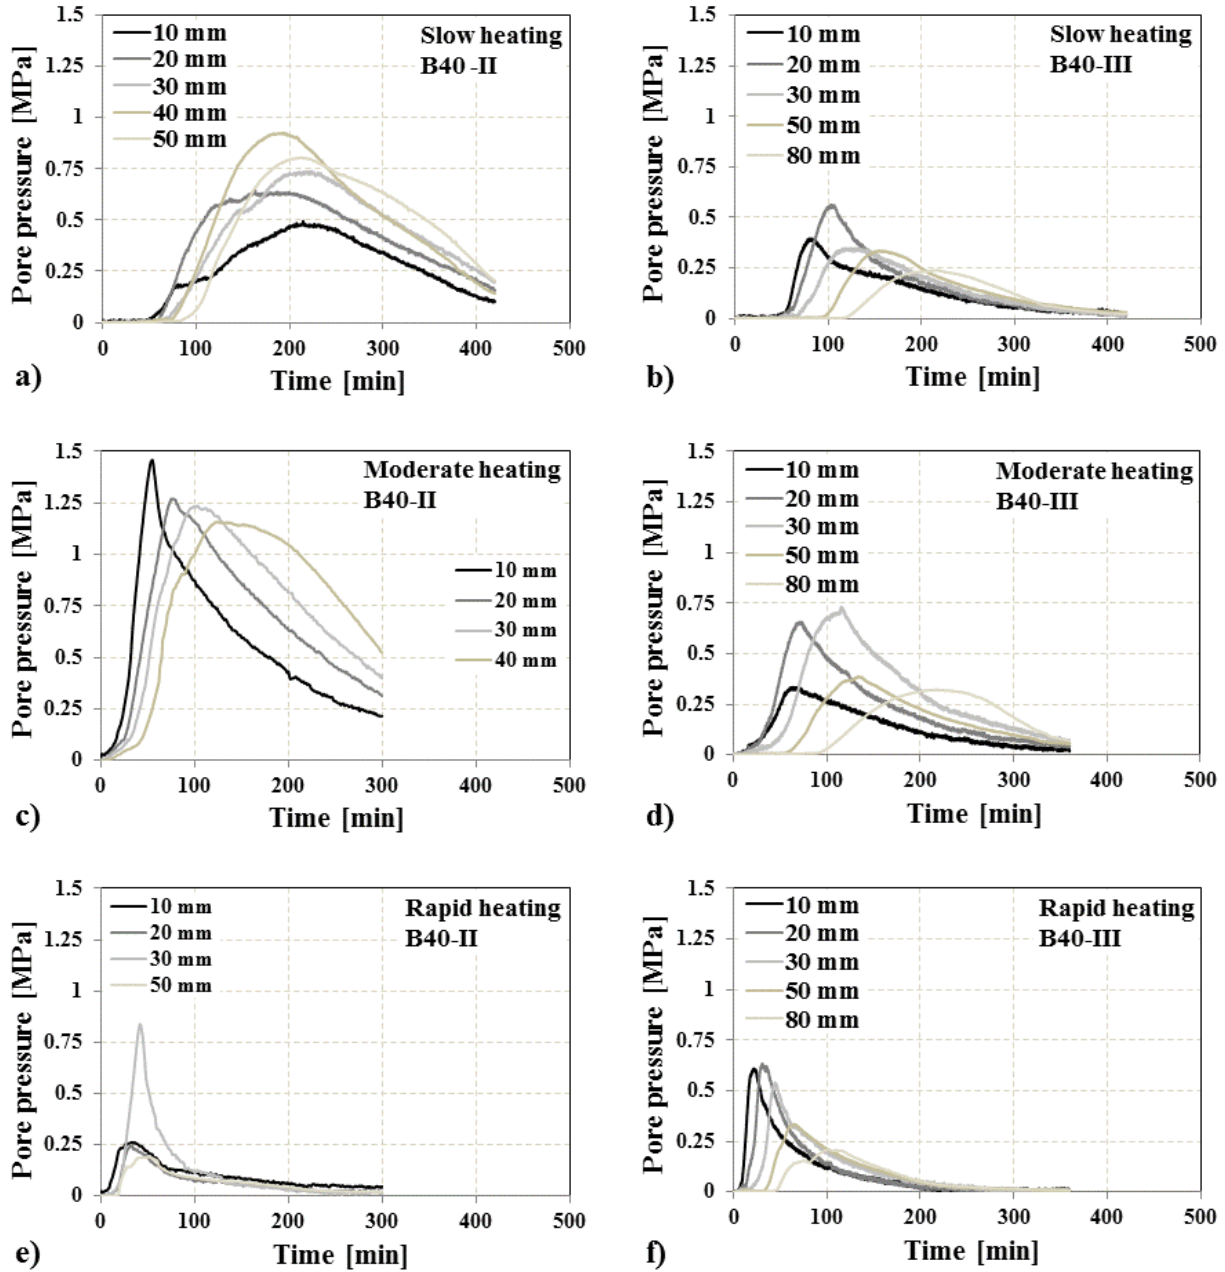 1.5
1.25
1
0.75
0.5
0.25
0
Pore pressure [MPa]
10 mm
20 mm
30 mm
40 mm
50 mm
Slow heating
B40 -II
0 100 200 300 400 500
Time [min]
a)
1.5
1.25
1
0.75
0.5
0.25
0
Pore pressure [MPa]
10 mm
20 mm
30 mm
50 mm
80 mm
Slow heating
B40-III
0 100 200 300 400 500
Time [min]
b)
1.5
1.25
1
0.75
0.5
0.25
0
Pore pressure [MPa]
Moderate heating
B40-II
10 mm
20 mm
30 mm
40 mm
0 100 200 300 400 500
Time [min]
c)
1.5
1.25
1
0.75
0.5
0.25
0
Pore pressure [MPa]
10 mm
20 mm
30 mm
50 mm
80 mm
Moderate heating
B40-III
0 100 200 300 400 500
Time [min]
d)
1.5
1.25
1
0.75
0.5
0.25
0
Pore pressure [MPa]
10 mm
20 mm
30 mm
50 mm
Rapid heating
B40-II
0 100 200 300 400 500
Time [min]
e)
1.5
1.25
1
0.75
0.5
0.25
0
Pore pressure [MPa]
10 mm
20 mm
30 mm
50 mm
80 mm
Rapid heating
B40-III
0 100 200 300 400 500
Time [min]
f)